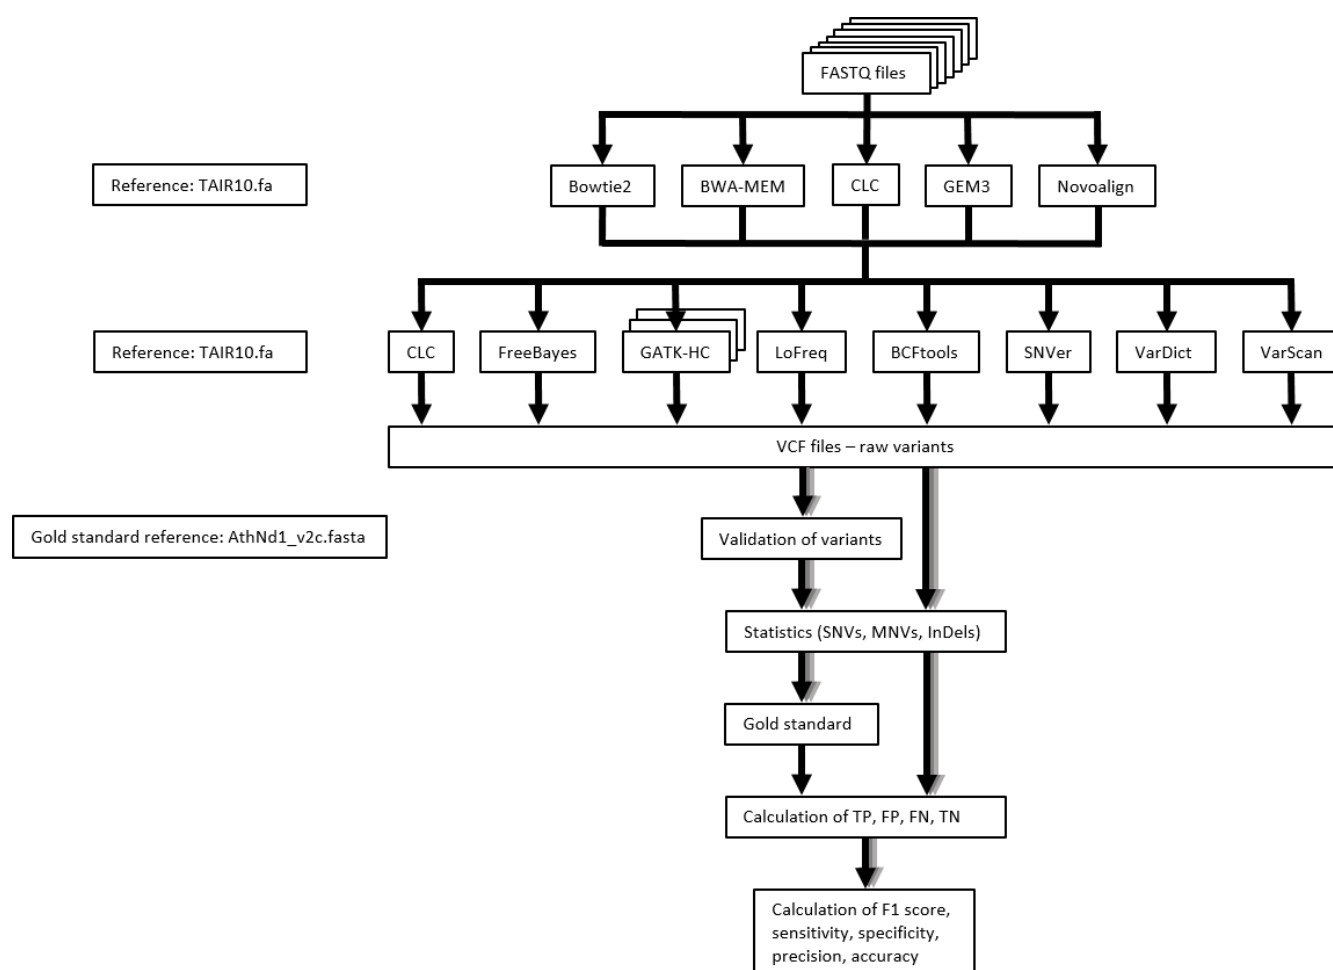 FASTQ files
Reference: TAIR10.fa
Bowtie2
BWA-MEM
CLC
GEM3
Novoalign
Reference: TAIR10.fa
CLC
FreeBayes
GATK-HC
LoFreq
BCFtools
SNVer
VarDict
VarScan
VCF files – raw variants
Gold standard reference: AthNd1_v2c.fasta
Validation of variants
Statistics (SNVs, MNVs, InDels)
Gold standard
Calculation of TP, FP, FN, TN
Calculation of F1 score,
sensitivity, specificity,
precision, accuracy